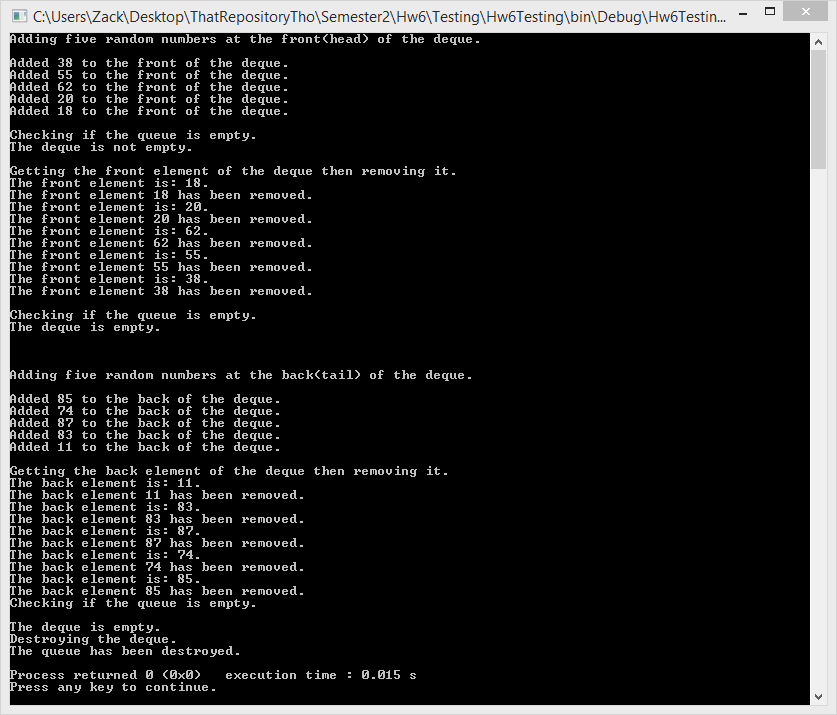 C:\Users\Zack\Desktop\ThatRepositoryTho\Semester2\Hw6\Testing\Hw6Testing\bin\Debug\Hw6Testin...
Adding five random numbers at the front(head) of the deque.
Added 38 to the front of the deque.
Added 55 to the front of the deque.
Added 62 to the front of the deque.
Added 20 to the front of the deque.
Added 18 to the front of the deque.
Checking if the queue is empty.
The deque is not empty.
Getting the front element of the deque then removing it.
The front element is: 18.
The front element 18 has been removed.
The front element is: 20.
The front element 20 has been removed.
The front element is: 62.
The front element 62 has been removed.
The front element is: 55.
The front element 55 has been removed.
The front element is: 38.
The front element 38 has been removed.
Checking if the queue is empty.
The deque is empty.
Adding five random numbers at the back(tail) of the deque.
Added 85 to the back of the deque.
Added 74 to the back of the deque.
Added 87 to the back of the deque.
Added 83 to the back of the deque.
Added 11 to the back of the deque.
Getting the back element of the deque then removing it.
The back element is: 11.
The back element 11 has been removed.
The back element is: 83.
The back element 83 has been removed.
The back element is: 87.
The back element 87 has been removed.
The back element is: 74.
The back element 74 has been removed.
The back element is: 85.
The back element 85 has been removed.
Checking if the queue is empty.
The deque is empty.
Destroying the deque.
The queue has been destroyed.
Process returned 0 (0x0)   execution time : 0.015 s
Press any key to continue.